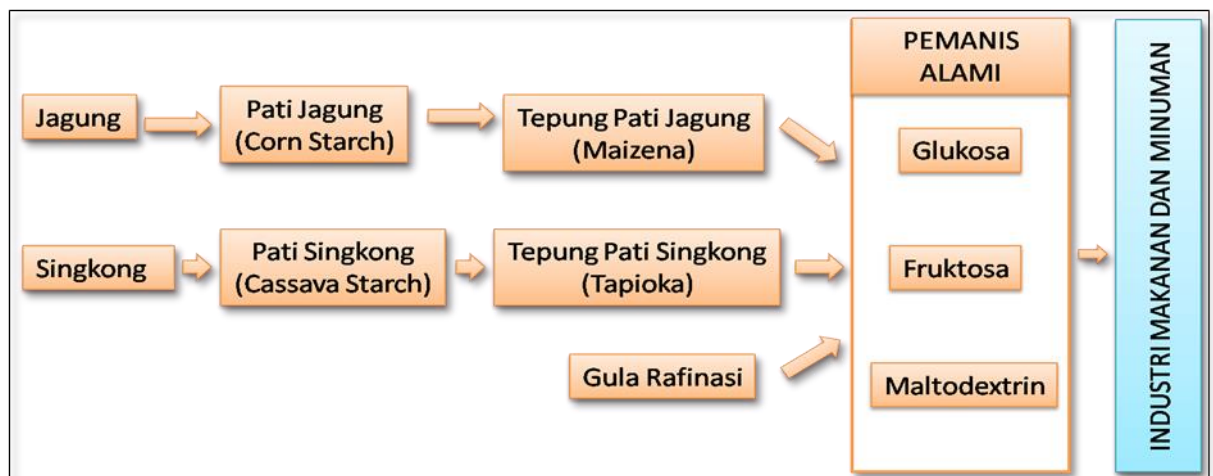 Jagung
Pati Jagung
(Corn Starch)
Tepung Pati Jagung
(Maizena)
Singkong
Pati Singkong
(Cassava Starch)
Tepung Pati Singkong
(Tapioka)
Gula Rafinasi
PEMANIS
ALAMI
Glukosa
Fruktosa
Maltodextrin
INDUSTRI MAKANAN DAN MINUMAN